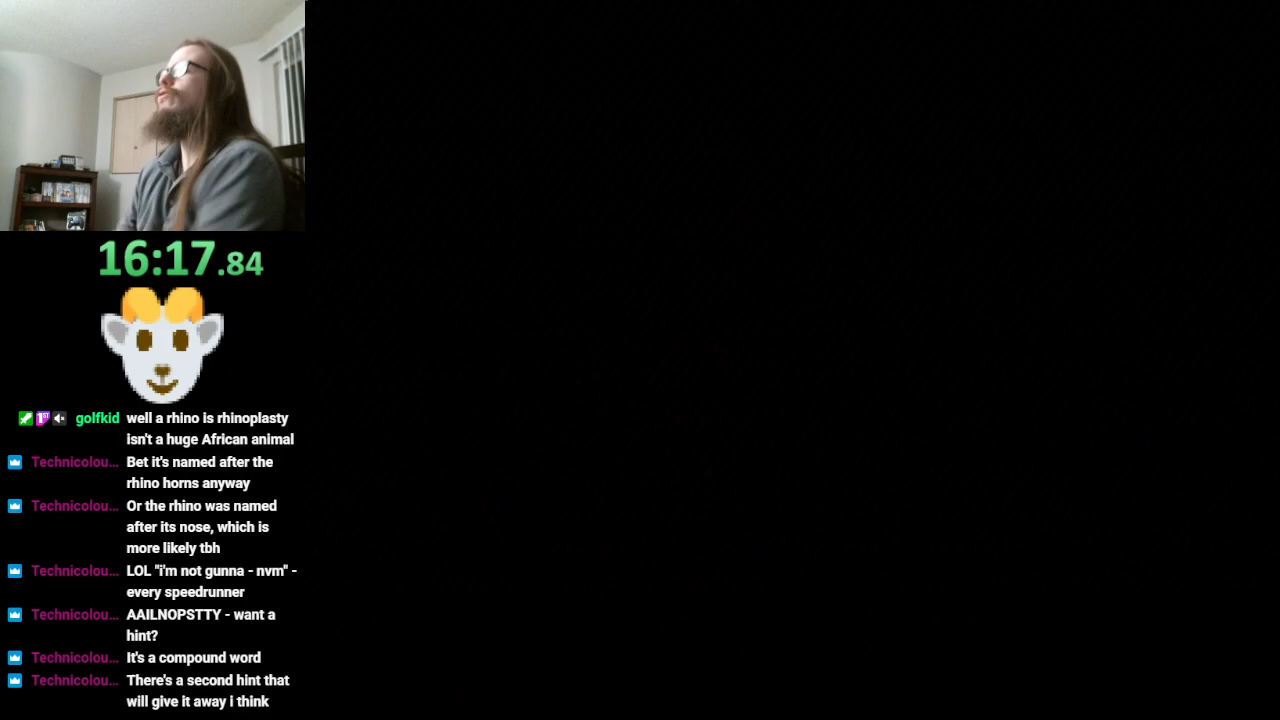 16:17.84
golfkid well a rhino is rhinoplasty
isn't a huge African animal
Technicolou... Bet it's named after the
rhino horns anyway
Technicolou... Or the rhino was named
after its nose, which is
more likely tbh
Technicolou... LOL "i'm not gunna - nvm" -
every speedrunner
Technicolou... AAILNOPSTTY - want a
hint?
Technicolou... It's a compound word
Technicolou... There's a second hint that
will give it away i think